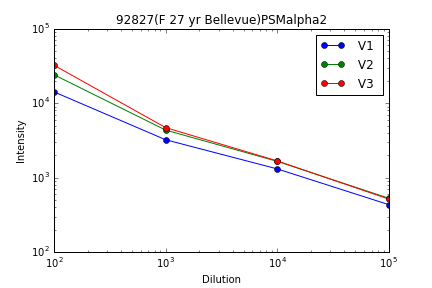 92827(F 27 yr Bellevue)PSMalpha2
10^5
V1
V2
V3
10^4
Intensity
10^3
10^2
10^2 10^3 10^4 10^5
Dilution